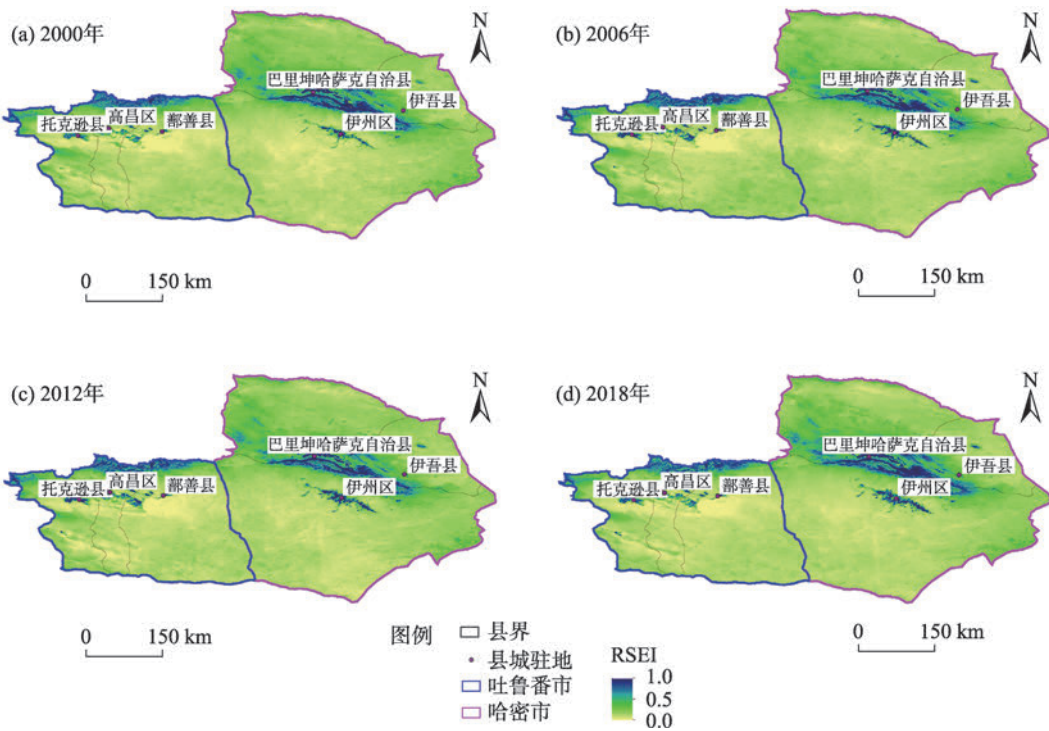 (a) 2000年
N
巴里坤哈萨克自治县
伊吾县
高昌区
托克逊县
鄯善县
伊州区
0 150 km
(b) 2006年
N
巴里坤哈萨克自治县
伊吾县
高昌区
托克逊县
鄯善县
伊州区
0 150 km
(c) 2012年
N
巴里坤哈萨克自治县
伊吾县
高昌区
托克逊县
鄯善县
伊州区
0 150 km
(d) 2018年
N
巴里坤哈萨克自治县
伊吾县
高昌区
托克逊县
鄯善县
伊州区
0 150 km
图例
县界
县城驻地
吐鲁番市
哈密市
RSEI
1.0
0.5
0.0